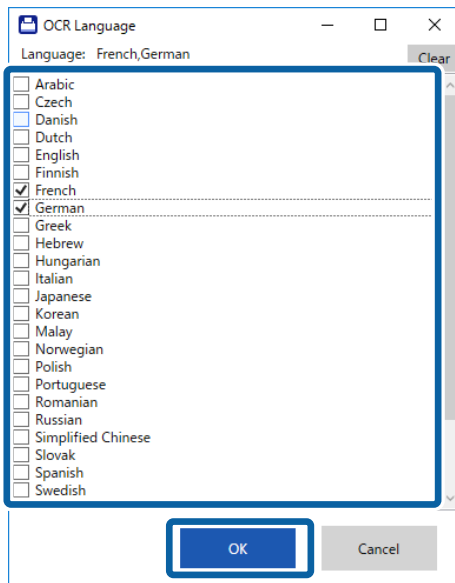 OCR Language
Language: French,German
Clear
Arabic
Czech
Danish
Dutch
English
Finnish
French
German
Greek
Hebrew
Hungarian
Italian
Japanese
Korean
Malay
Norwegian
Polish
Portuguese
Romanian
Russian
Simplified Chinese
Slovak
Spanish
Swedish
OK
Cancel